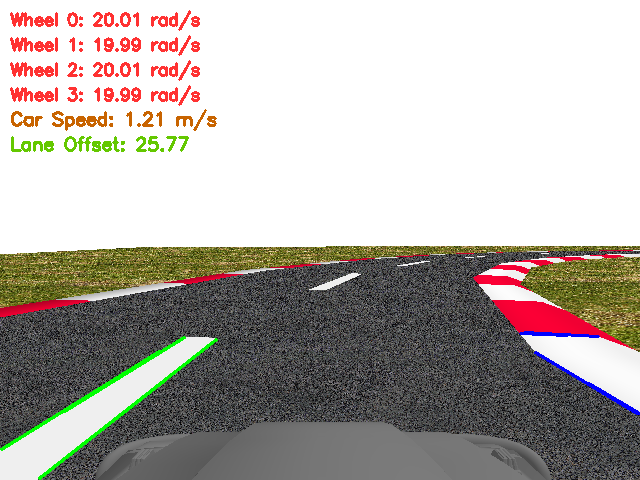 Wheel 0: 20.01 rad/s
Wheel 1: 19.99 rad/s
Wheel 2: 20.01 rad/s
Wheel 3: 19.99 rad/s
Car Speed: 1.21 m/s
Lane Offset: 25.77